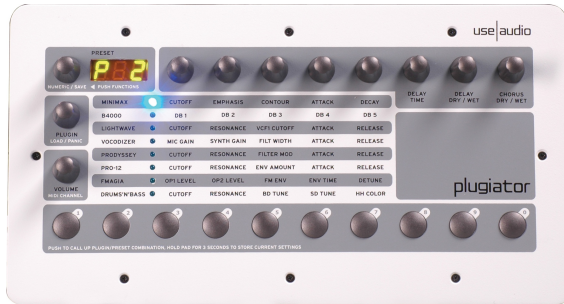 use audio
PRESET
P 2
NUMERIC / SAVE ◀ PUSH FUNCTIONS
DELAY TIME
DELAY DRY / WET
CHORUS DRY / WET
PLUGIN
LOAD / PANIC
VOLUME
MIDI CHANNEL
MINIMAX CUTOFF EMPHASIS CONTOUR ATTACK DECAY
B4000 DB 1 DB 2 DB 3 DB 4 DB 5
LIGHTWAVE CUTOFF RESONANCE VCF1 CUTOFF ATTACK RELEASE
VOCODIZER MIC GAIN SYNTH GAIN FILT WIDTH ATTACK RELEASE
PRODYSSEY CUTOFF RESONANCE FILTER MOD ATTACK RELEASE
PRO-12 CUTOFF RESONANCE ENV AMOUNT ATTACK RELEASE
FMAGIA OP1 LEVEL OP2 LEVEL FM ENV ENV TIME DETUNE
DRUMS'N'BASS CUTOFF RESONANCE BD TUNE SD TUNE HH COLOR
plugiator
1 2 3 4 5 6 7 8 9 0
PUSH TO CALL UP PLUGIN/PRESET COMBINATION, HOLD PAD FOR 2 SECONDS TO STORE CURRENT SETTINGS